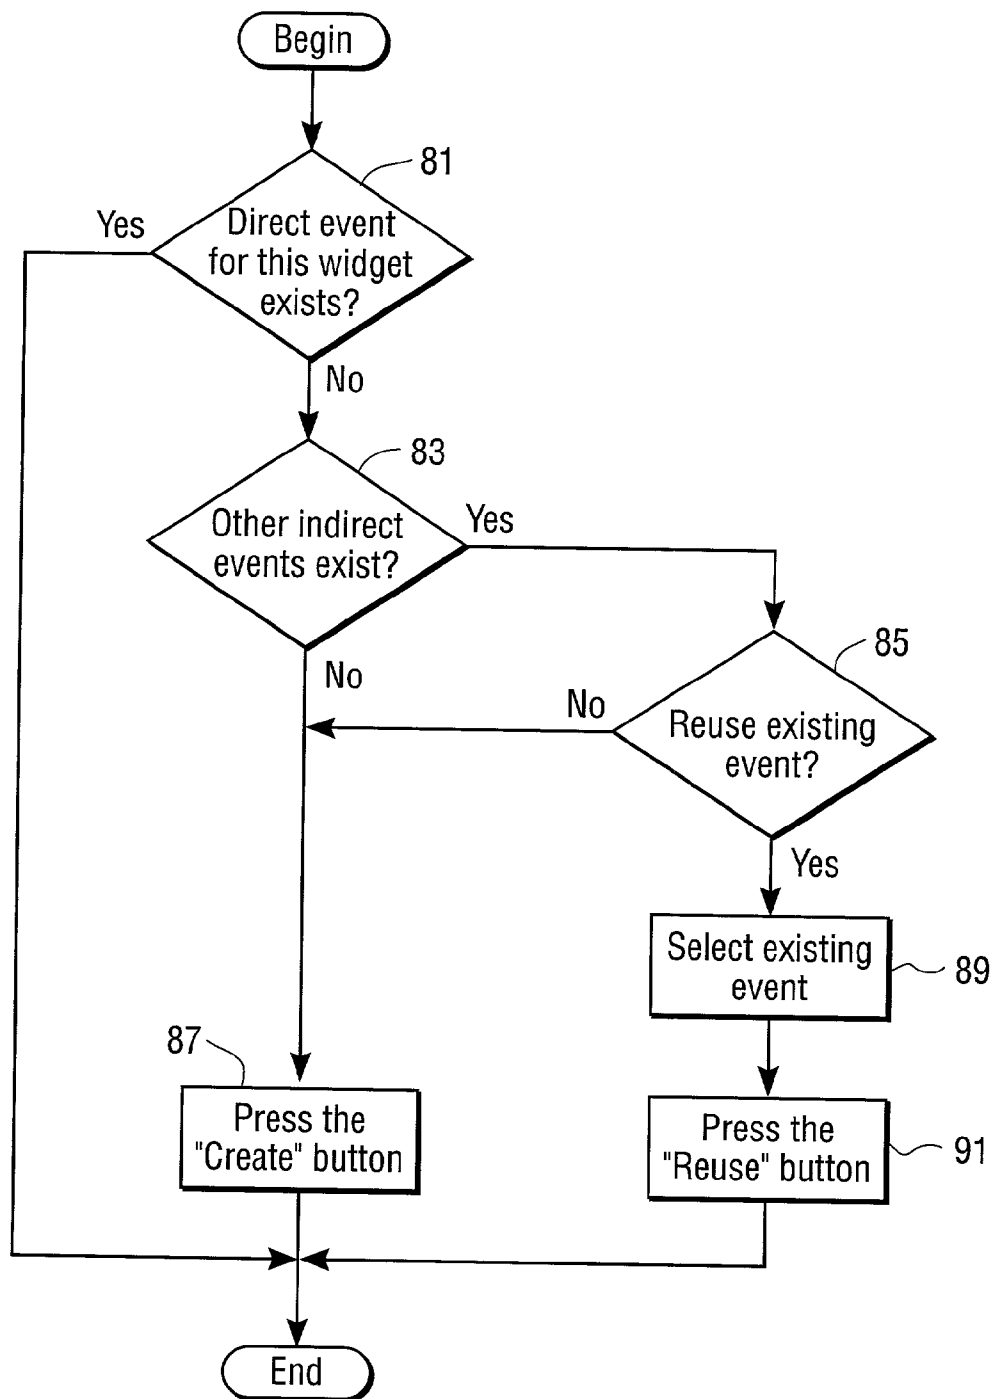 Begin
81
Yes
Direct event
for this widget
exists?
No
83
Other indirect
events exist?
Yes
No
85
No
Reuse existing
event?
Yes
Select existing
event
89
87
Press the
"Create" button
Press the
"Reuse" button
91
End